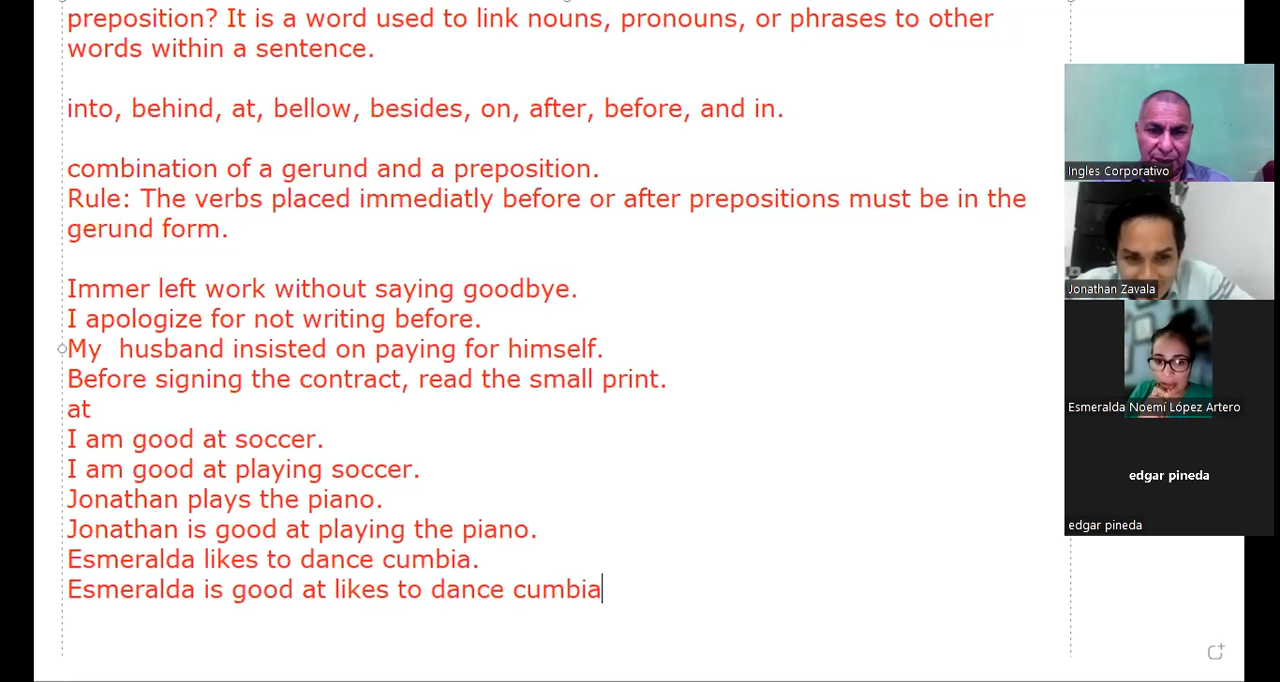 preposition? It is a word used to link nouns, pronouns, or phrases to other
words within a sentence.
into, behind, at, bellow, besides, on, after, before, and in.
combination of a gerund and a preposition.
Rule: The verbs placed immediatly before or after prepositions must be in the
gerund form.
Immer left work without saying goodbye.
I apologize for not writing before.
My  husband insisted on paying for himself.
Before signing the contract, read the small print.
at
I am good at soccer.
I am good at playing soccer.
Jonathan plays the piano.
Jonathan is good at playing the piano.
Esmeralda likes to dance cumbia.
Esmeralda is good at likes to dance cumbia
Ingles Corporativo
Jonathan Zavala
Esmeralda Noemí López Artero
edgar pineda
edgar pineda